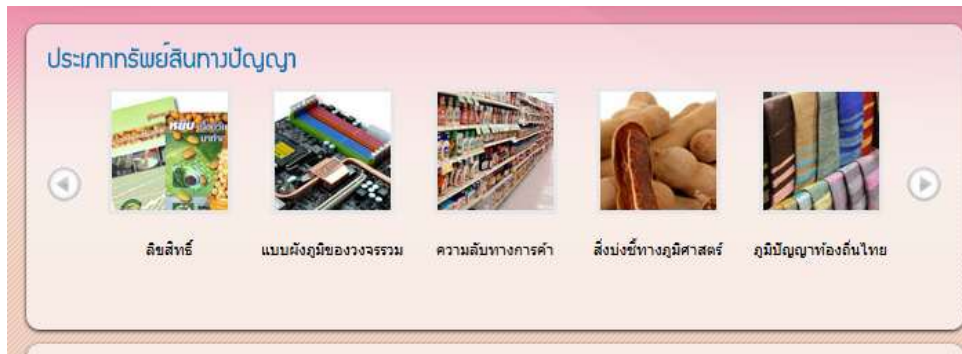 ประเภททรัพย์สินทางปัญญา
ลิขสิทธิ์
แบบผังภูมิของวงจรรวม
ความลับทางการค้า
สิ่งบ่งชี้ทางภูมิศาสตร์
ภูมิปัญญาท้องถิ่นไทย